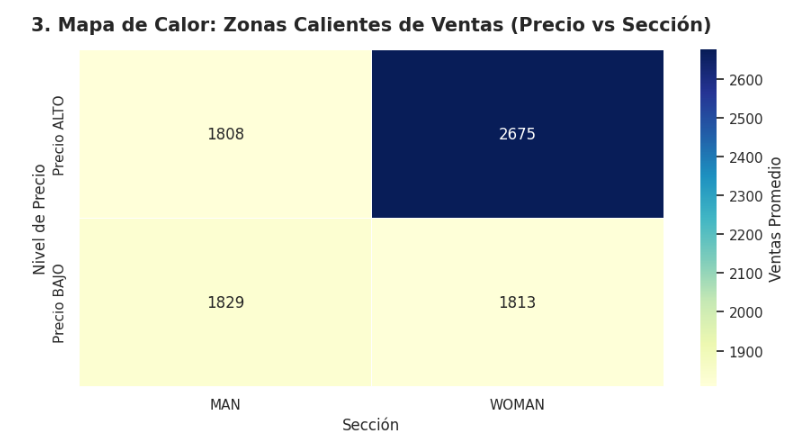 3. Mapa de Calor: Zonas Calientes de Ventas (Precio vs Sección)
Nivel de Precio
Precio ALTO
1808
2675
Precio BAJO
1829
1813
MAN
WOMAN
Sección
2600
2500
2400
2300
2200
2100
2000
1900
Ventas Promedio